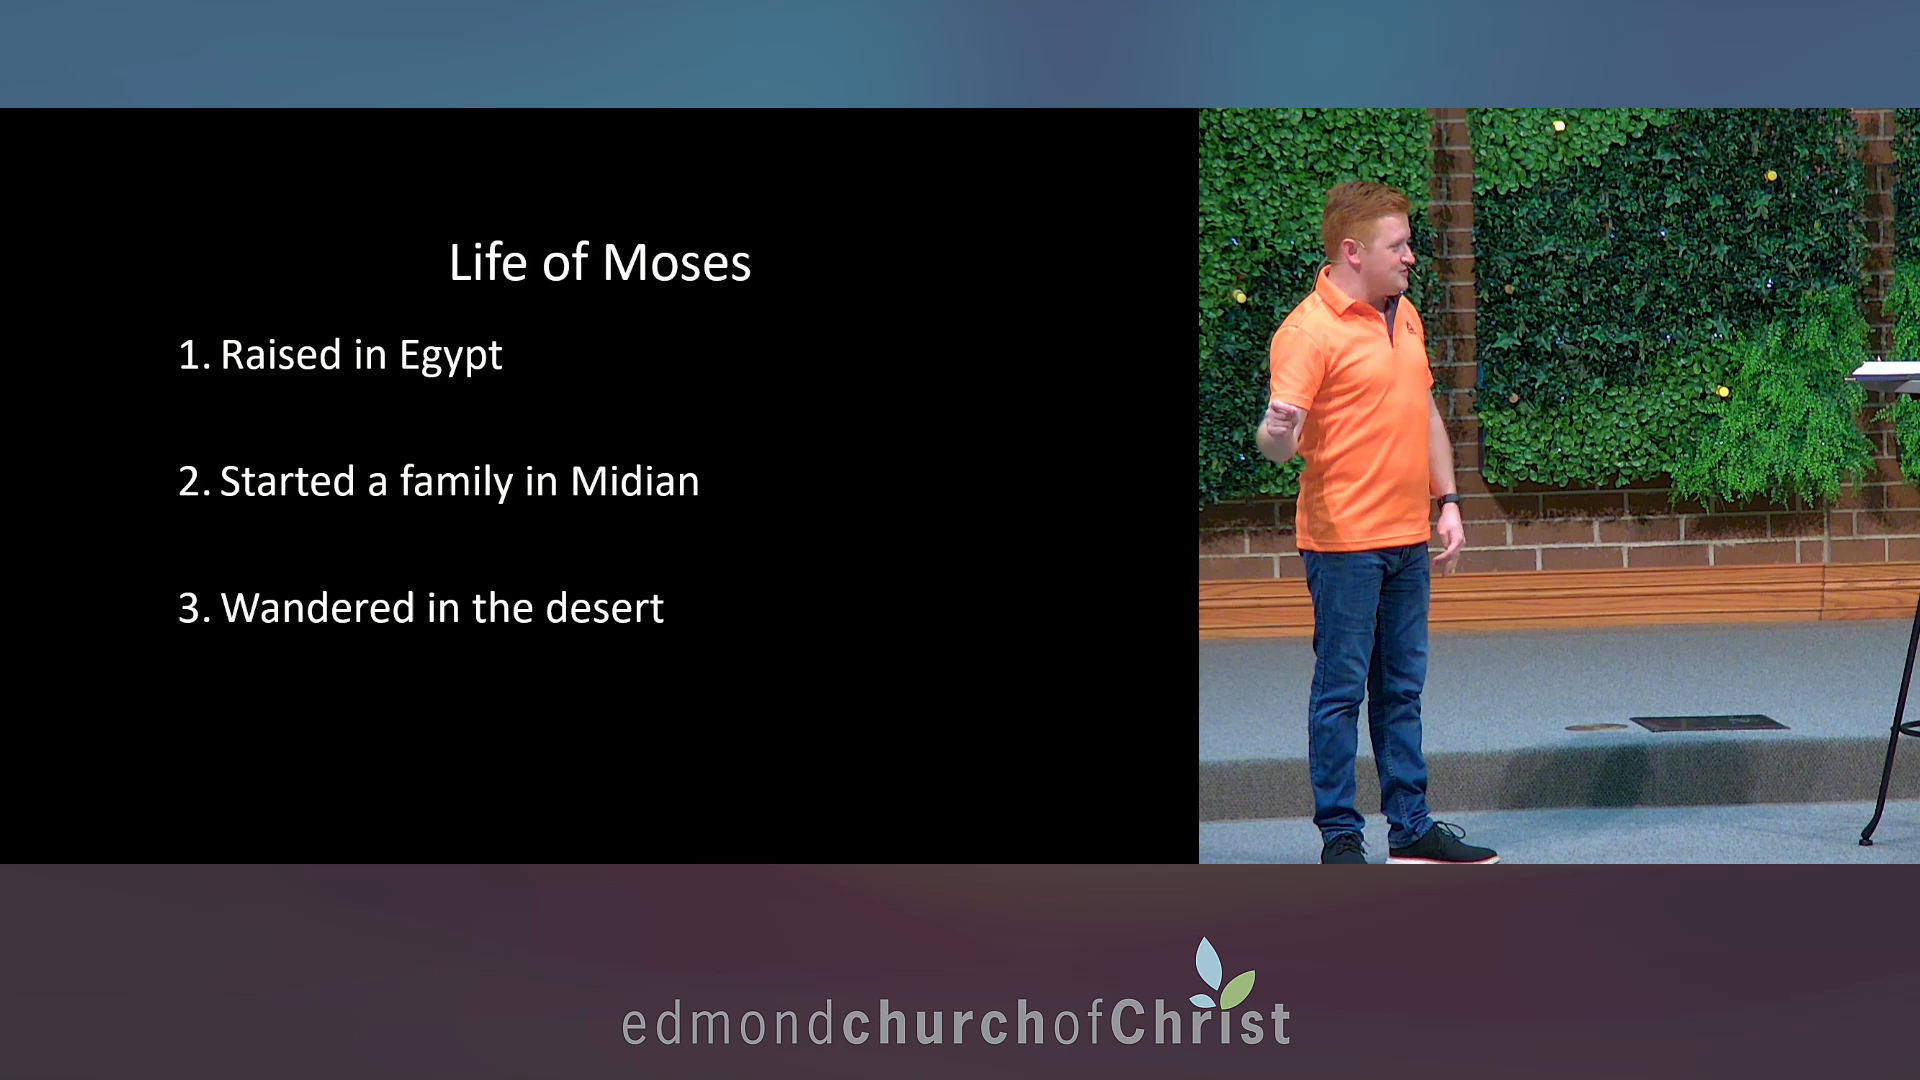 Life of Moses
1. Raised in Egypt
2. Started a family in Midian
3. Wandered in the desert
edmondchurchofChrist